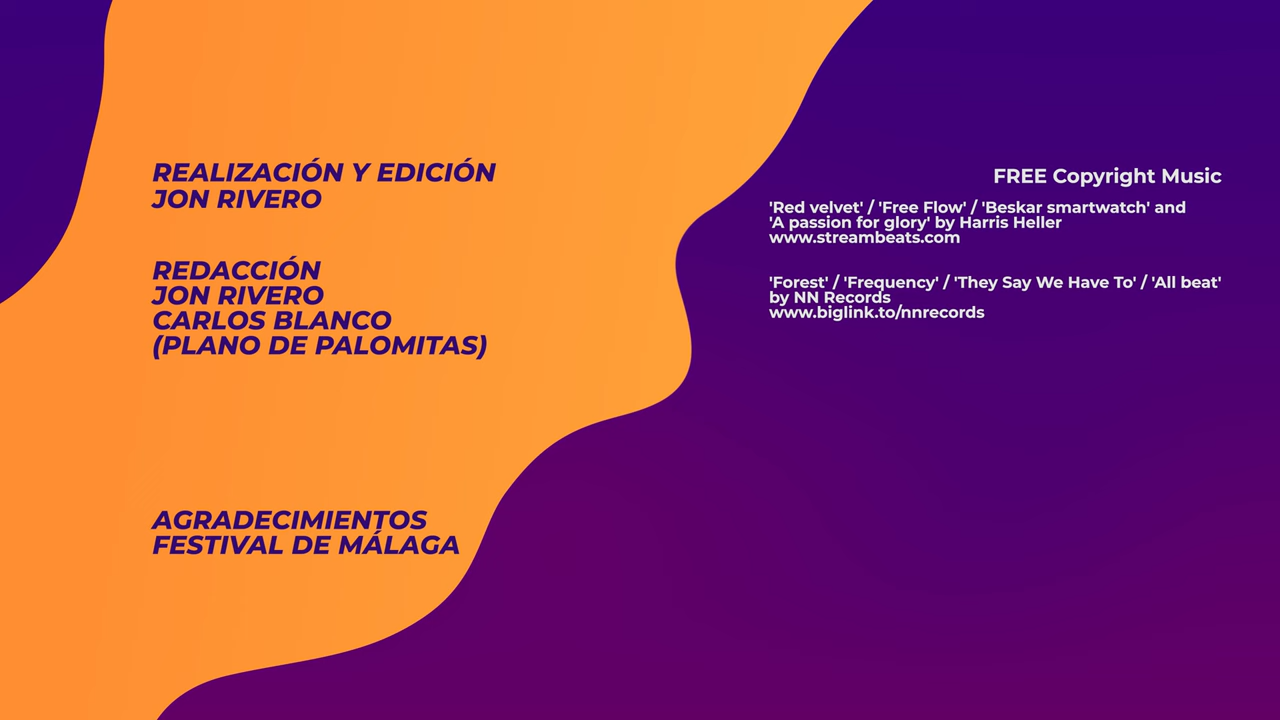 REALIZACIÓN Y EDICIÓN
JON RIVERO
REDACCIÓN
JON RIVERO
CARLOS BLANCO
(PLANO DE PALOMITAS)
AGRADECIMIENTOS
FESTIVAL DE MÁLAGA
FREE Copyright Music
'Red velvet' / 'Free Flow' / 'Beskar smartwatch' and
'A passion for glory' by Harris Heller
www.streambeats.com
'Forest' / 'Frequency' / 'They Say We Have To' / 'All beat'
by NN Records
www.biglink.to/nnrecords